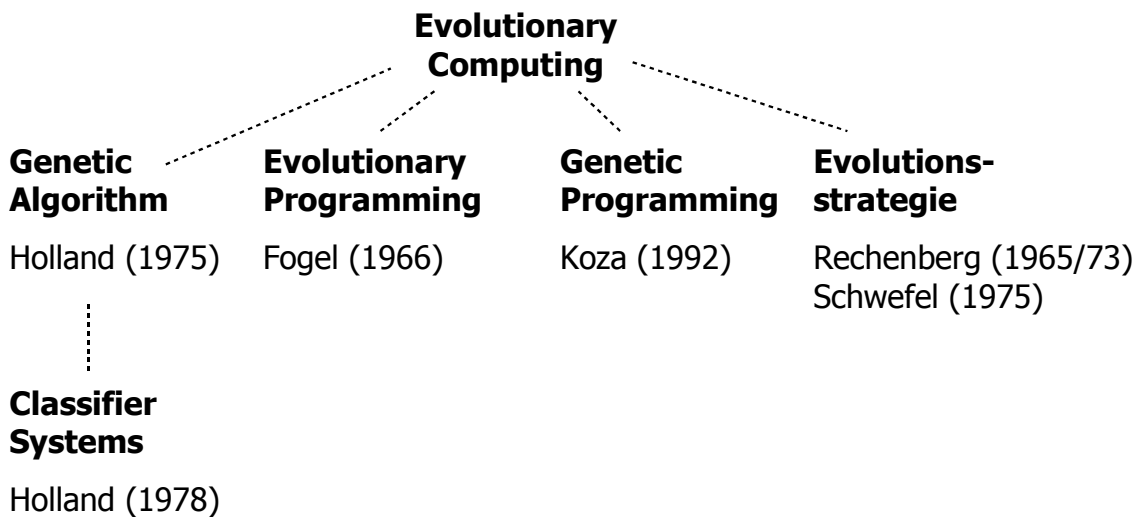 Evolutionary
Computing
Genetic
Algorithm
Holland (1975)
Evolutionary
Programming
Fogel (1966)
Genetic
Programming
Koza (1992)
Evolutions-
strategie
Rechenberg (1965/73)
Schwefel (1975)
Classifier
Systems
Holland (1978)